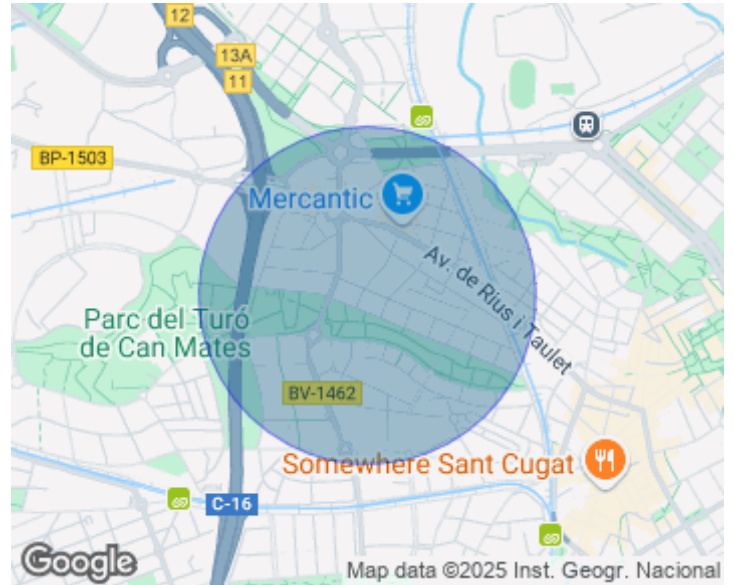 12
13A
11
BP-1503
Mercantic
Av. de Rius i Taulet
Parc del Turó
de Can Mates
BV-1462
Somewhere Sant Cugat
C-16
Google
Map data ©2025 Inst. Geogr. Nacional